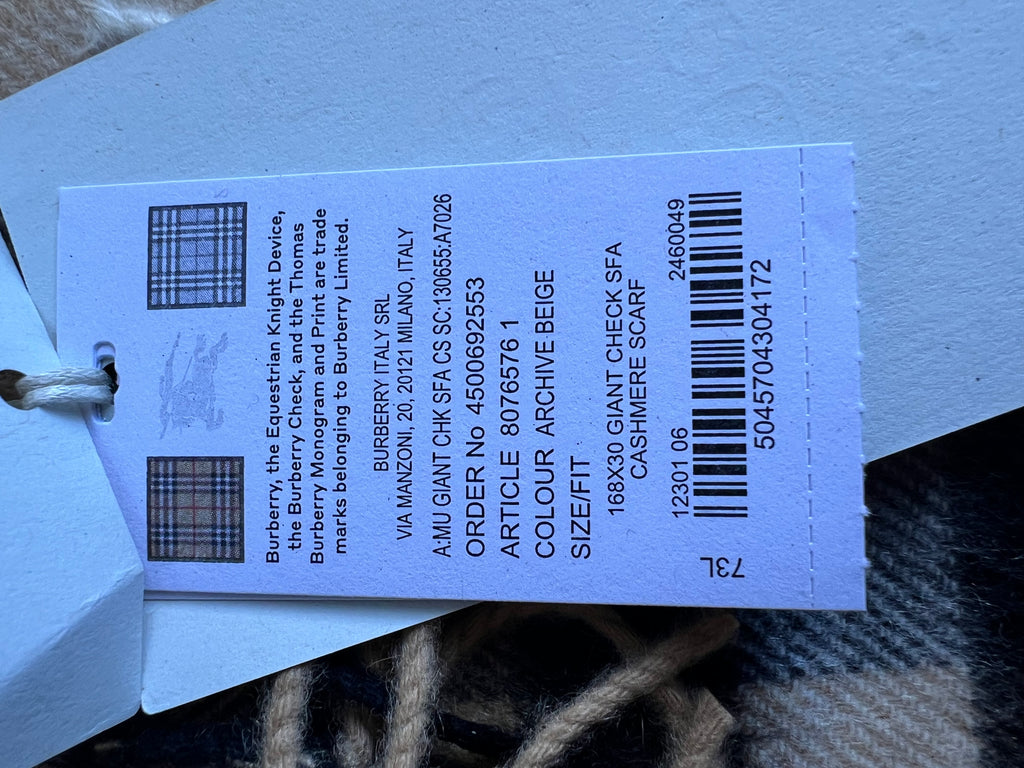 Burberry, the Equestrian Knight Device,
the Burberry Check, and the Thomas
Burberry Monogram and Print are trade
marks belonging to Burberry Limited.
BURBERRY ITALY SRL
VIA MANZONI, 20, 20121 MILANO, ITALY
A:MU GIANT CHK SFA CS SC:130655:A7026
ORDER No 4500692553
ARTICLE 8076576 1
COLOUR ARCHIVE BEIGE
SIZE/FIT
168X30 GIANT CHECK SFA
CASHMERE SCARF
12301 06 2460049
5045704304172
73L